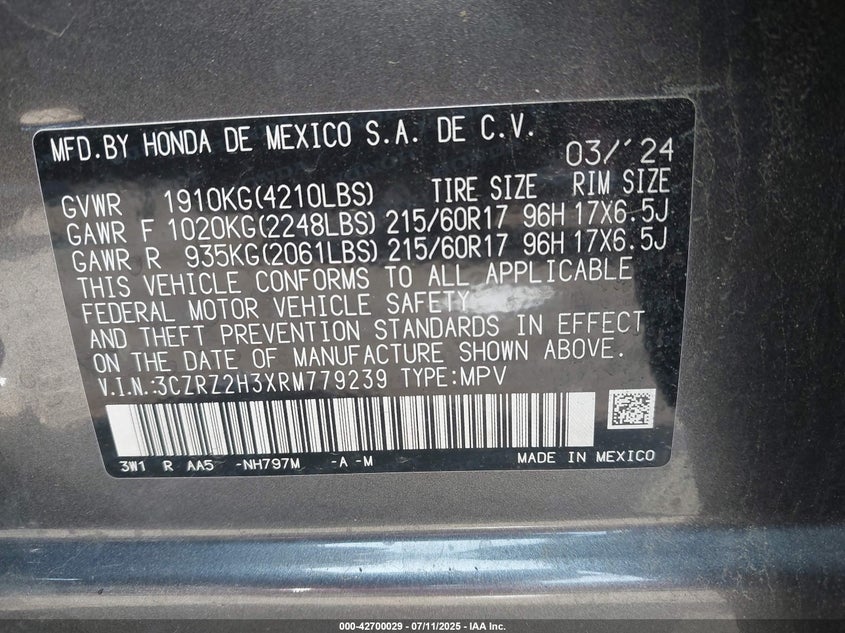 MFD.BY HONDA DE MEXICO S.A. DE C.V.
03/'24
GVWR 1910KG(4210LBS) TIRE SIZE RIM SIZE
GAWR F 1020KG(2248LBS) 215/60R17 96H 17X6.5J
GAWR R 935KG(2061LBS) 215/60R17 96H 17X6.5J
THIS VEHICLE CONFORMS TO ALL APPLICABLE
FEDERAL MOTOR VEHICLE SAFETY
AND THEFT PREVENTION STANDARDS IN EFFECT
ON THE DATE OF MANUFACTURE SHOWN ABOVE.
V.I.N.:3CZRZ2H3XRM779239 TYPE:MPV
3W1 R AA5 -NH797M -A -M MADE IN MEXICO
000-42700029 - 07/11/2025 - IAA Inc.